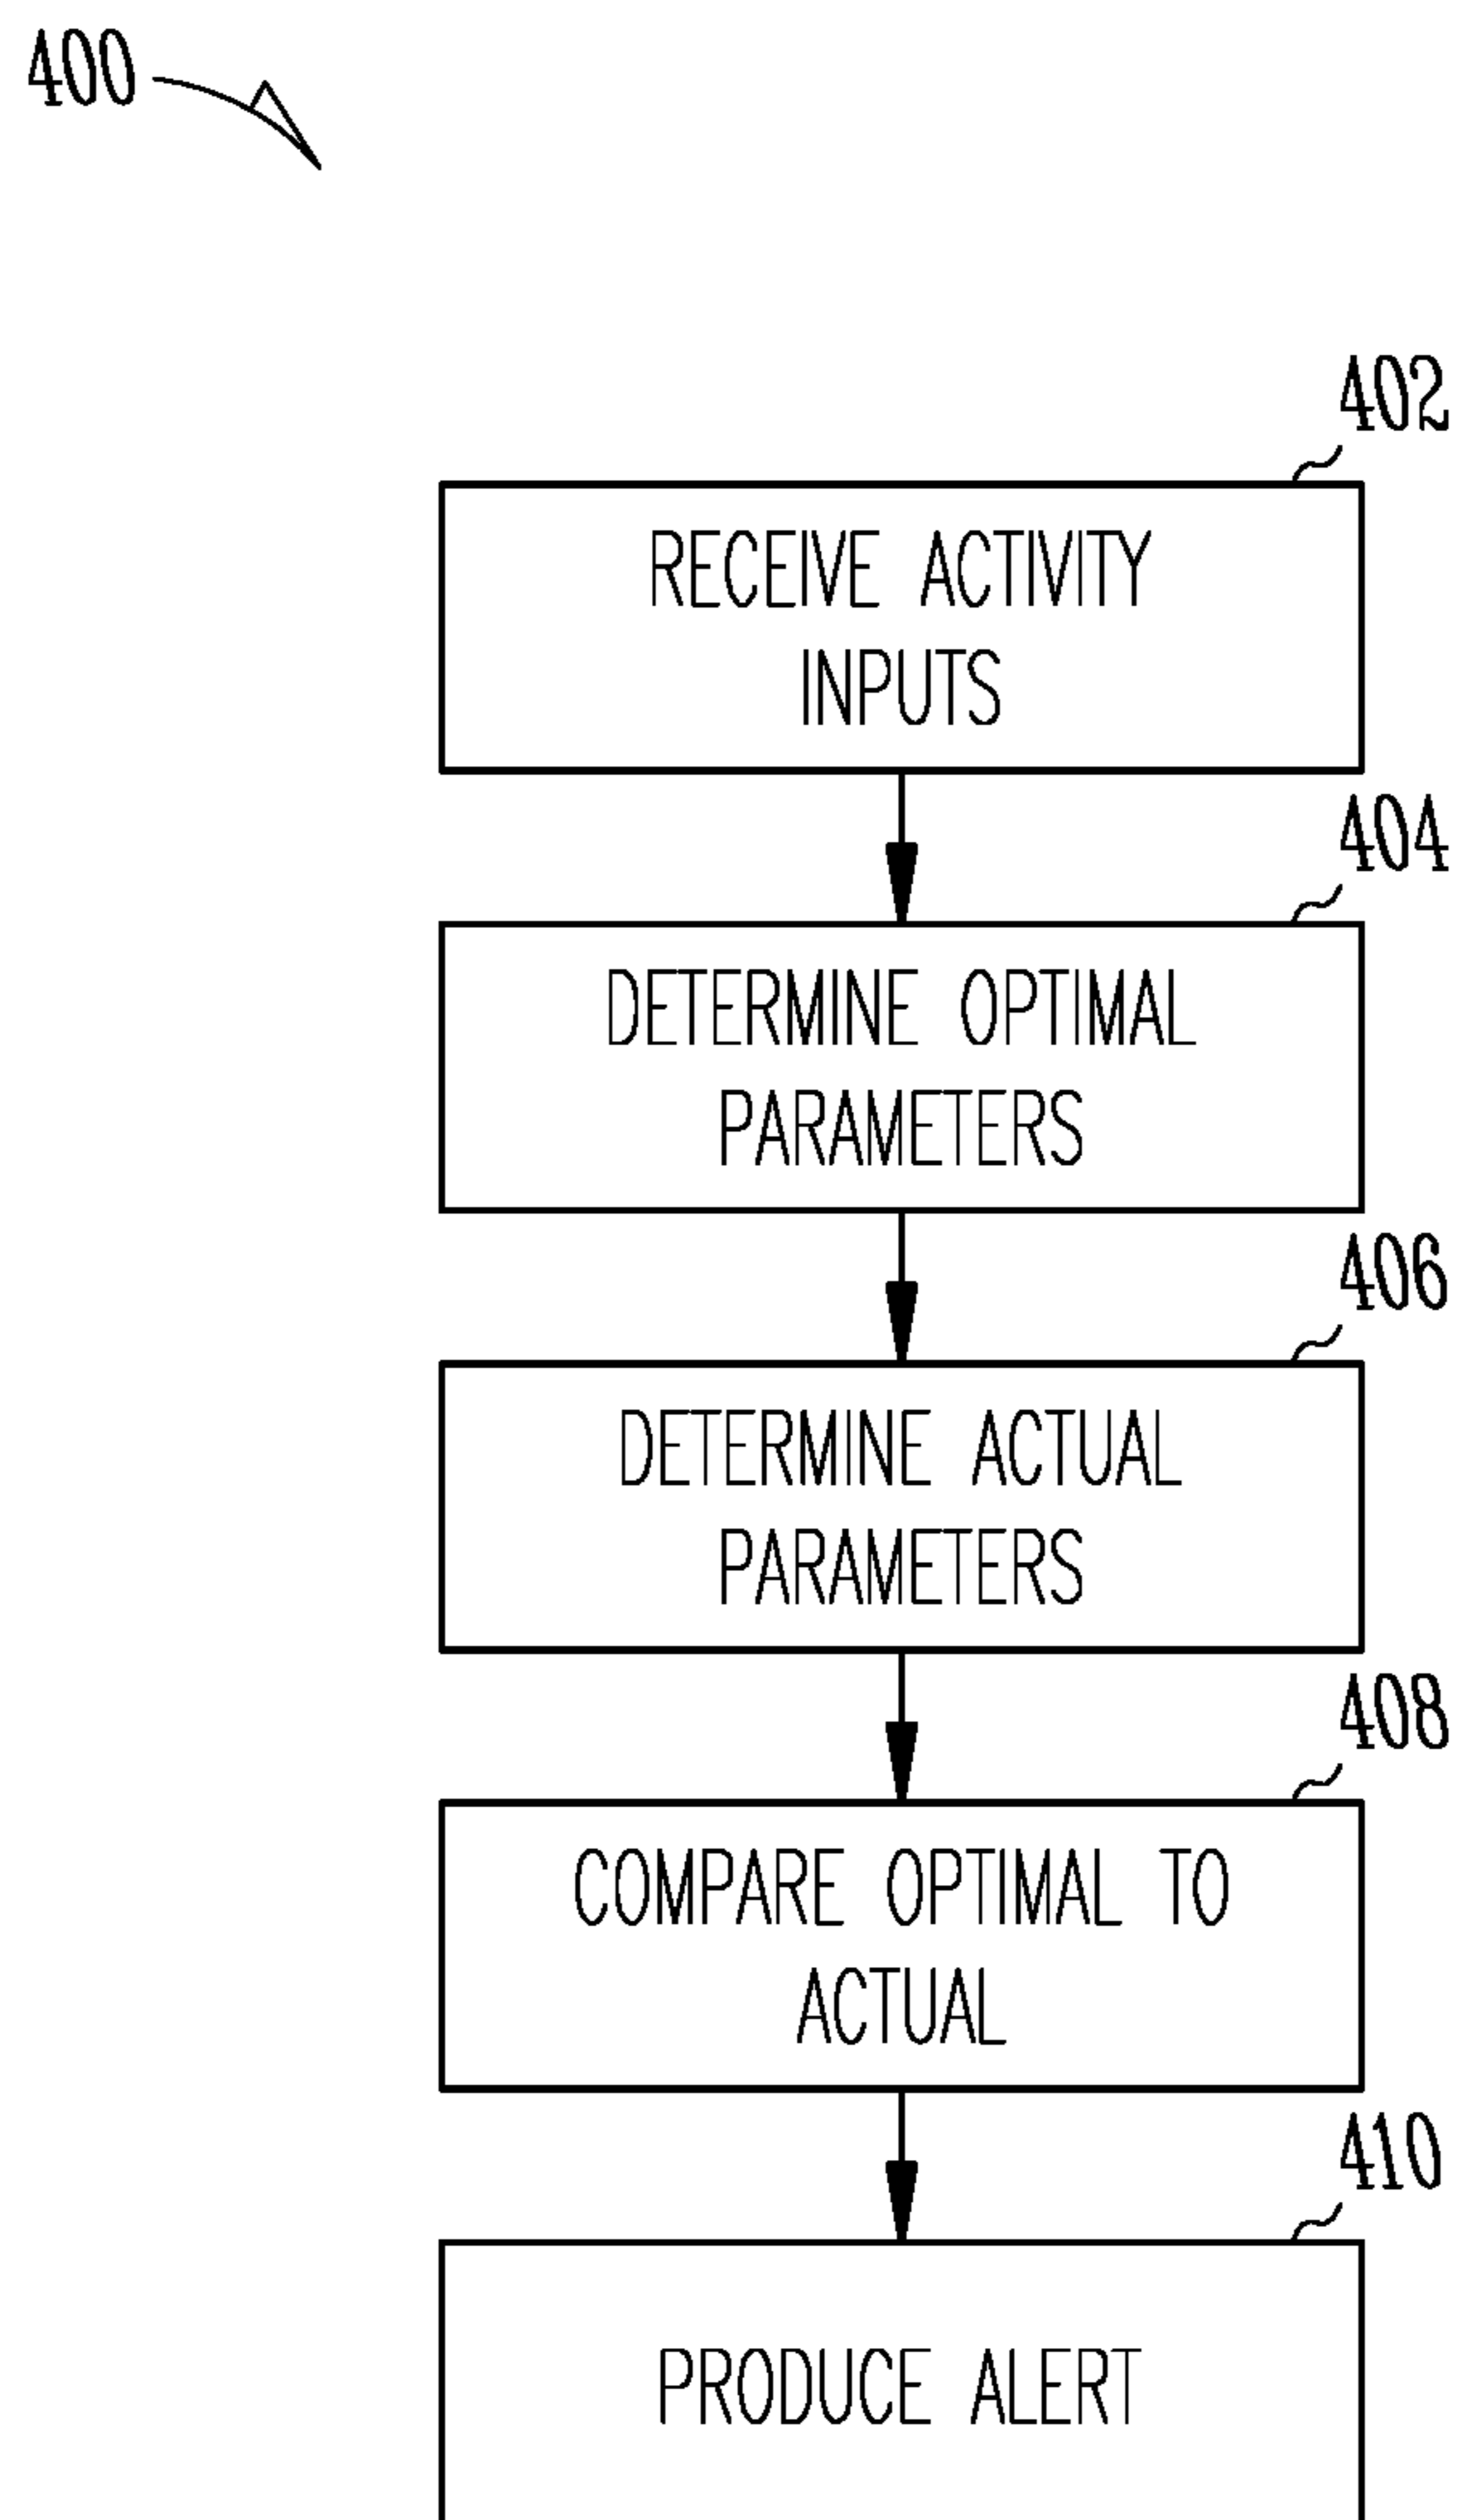 400
402
RECEIVE ACTIVITY
INPUTS
404
DETERMINE OPTIMAL
PARAMETERS
406
DETERMINE ACTUAL
PARAMETERS
408
COMPARE OPTIMAL TO
ACTUAL
410
PRODUCE ALERT